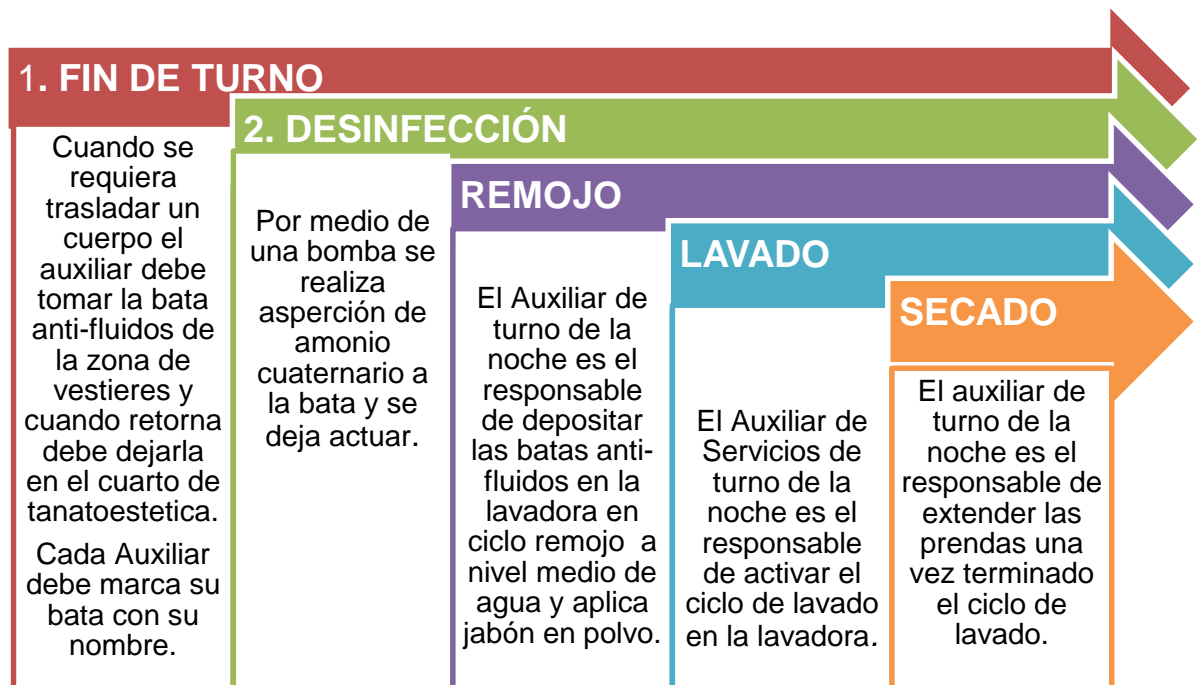 1. FIN DE TURNO
Cuando se
requiera
trasladar un
cuerpo el
auxiliar debe
tomar la bata
anti-fluidos de
la zona de
vestieres y
cuando retorna
debe dejarla
en el cuarto de
tanatoestetica.
Cada Auxiliar
debe marca su
bata con su
nombre.
2. DESINFECCIÓN
Por medio de
una bomba se
realiza
asperción de
amonio
cuaternario a
la bata y se
deja actuar.
REMOJO
El Auxiliar de
turno de la
noche es el
responsable
de depositar
las batas anti-
fluidos en la
lavadora en
ciclo remojo  a
nivel medio de
agua y aplica
jabón en polvo.
LAVADO
El Auxiliar de
Servicios de
turno de la
noche es el
responsable
de activar el
ciclo de lavado
en la lavadora.
SECADO
El auxiliar de
turno de la
noche es el
responsable de
extender las
prendas una
vez terminado
el ciclo de
lavado.